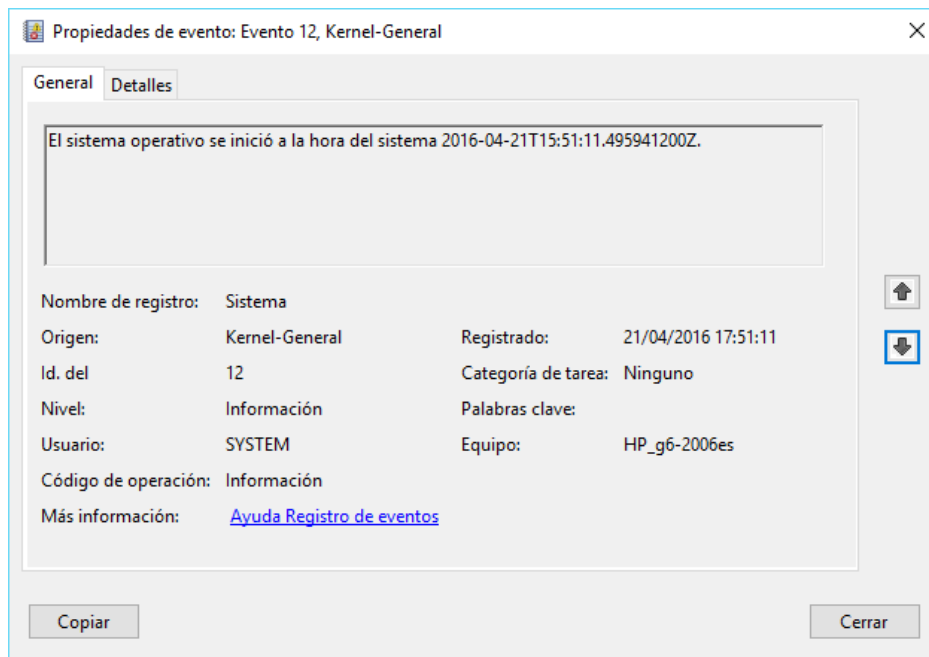 Propiedades de evento: Evento 12, Kernel-General
General Detalles
El sistema operativo se inició a la hora del sistema 2016-04-21T15:51:11.495941200Z.
Nombre de registro: Sistema
Origen: Kernel-General Registrado: 21/04/2016 17:51:11
Id. del 12 Categoría de tarea: Ninguno
Nivel: Información Palabras clave:
Usuario: SYSTEM Equipo: HP_g6-2006es
Código de operación: Información
Más información: Ayuda Registro de eventos
Copiar Cerrar